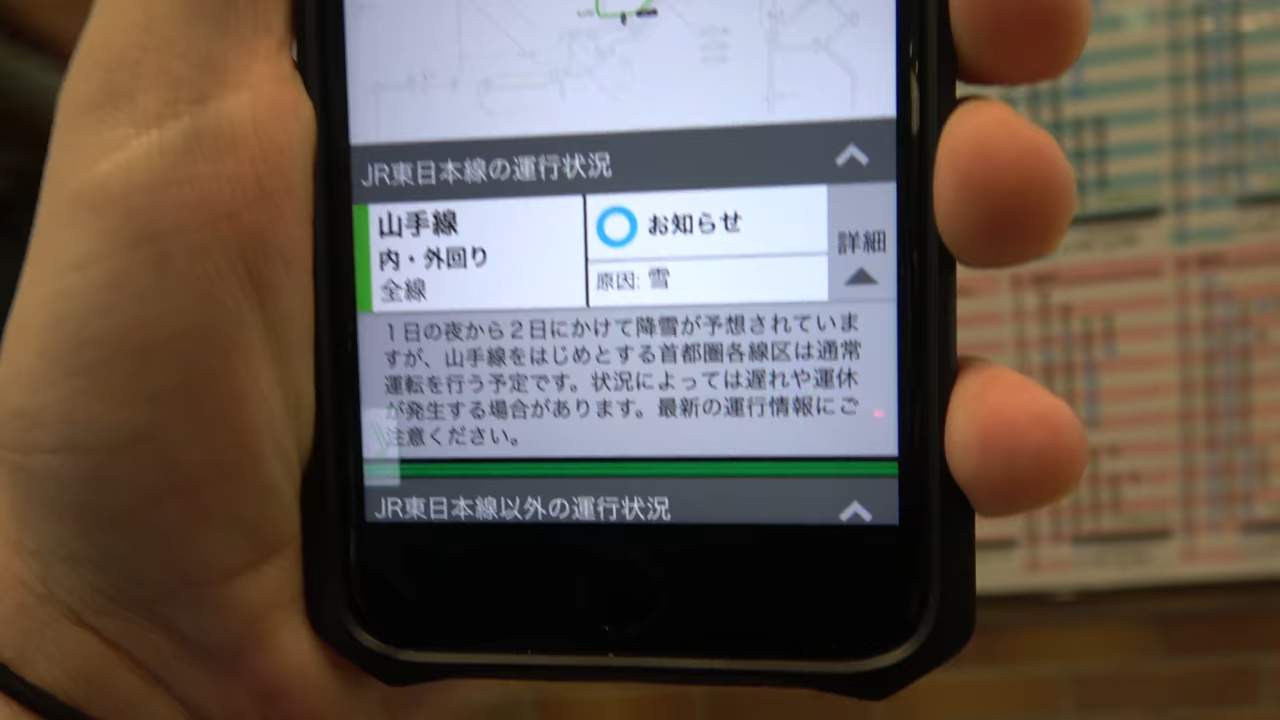 JR東日本線の運行状況
山手線
内・外回り
全線
お知らせ
原因: 雪
詳細
1日の夜から2日にかけて降雪が予想されていま
すが、山手線をはじめとする首都圏各線区は通常
運転を行う予定です。状況によっては遅れや運休
が発生する場合があります。最新の運行情報にご
注意ください。
JR東日本線以外の運行状況